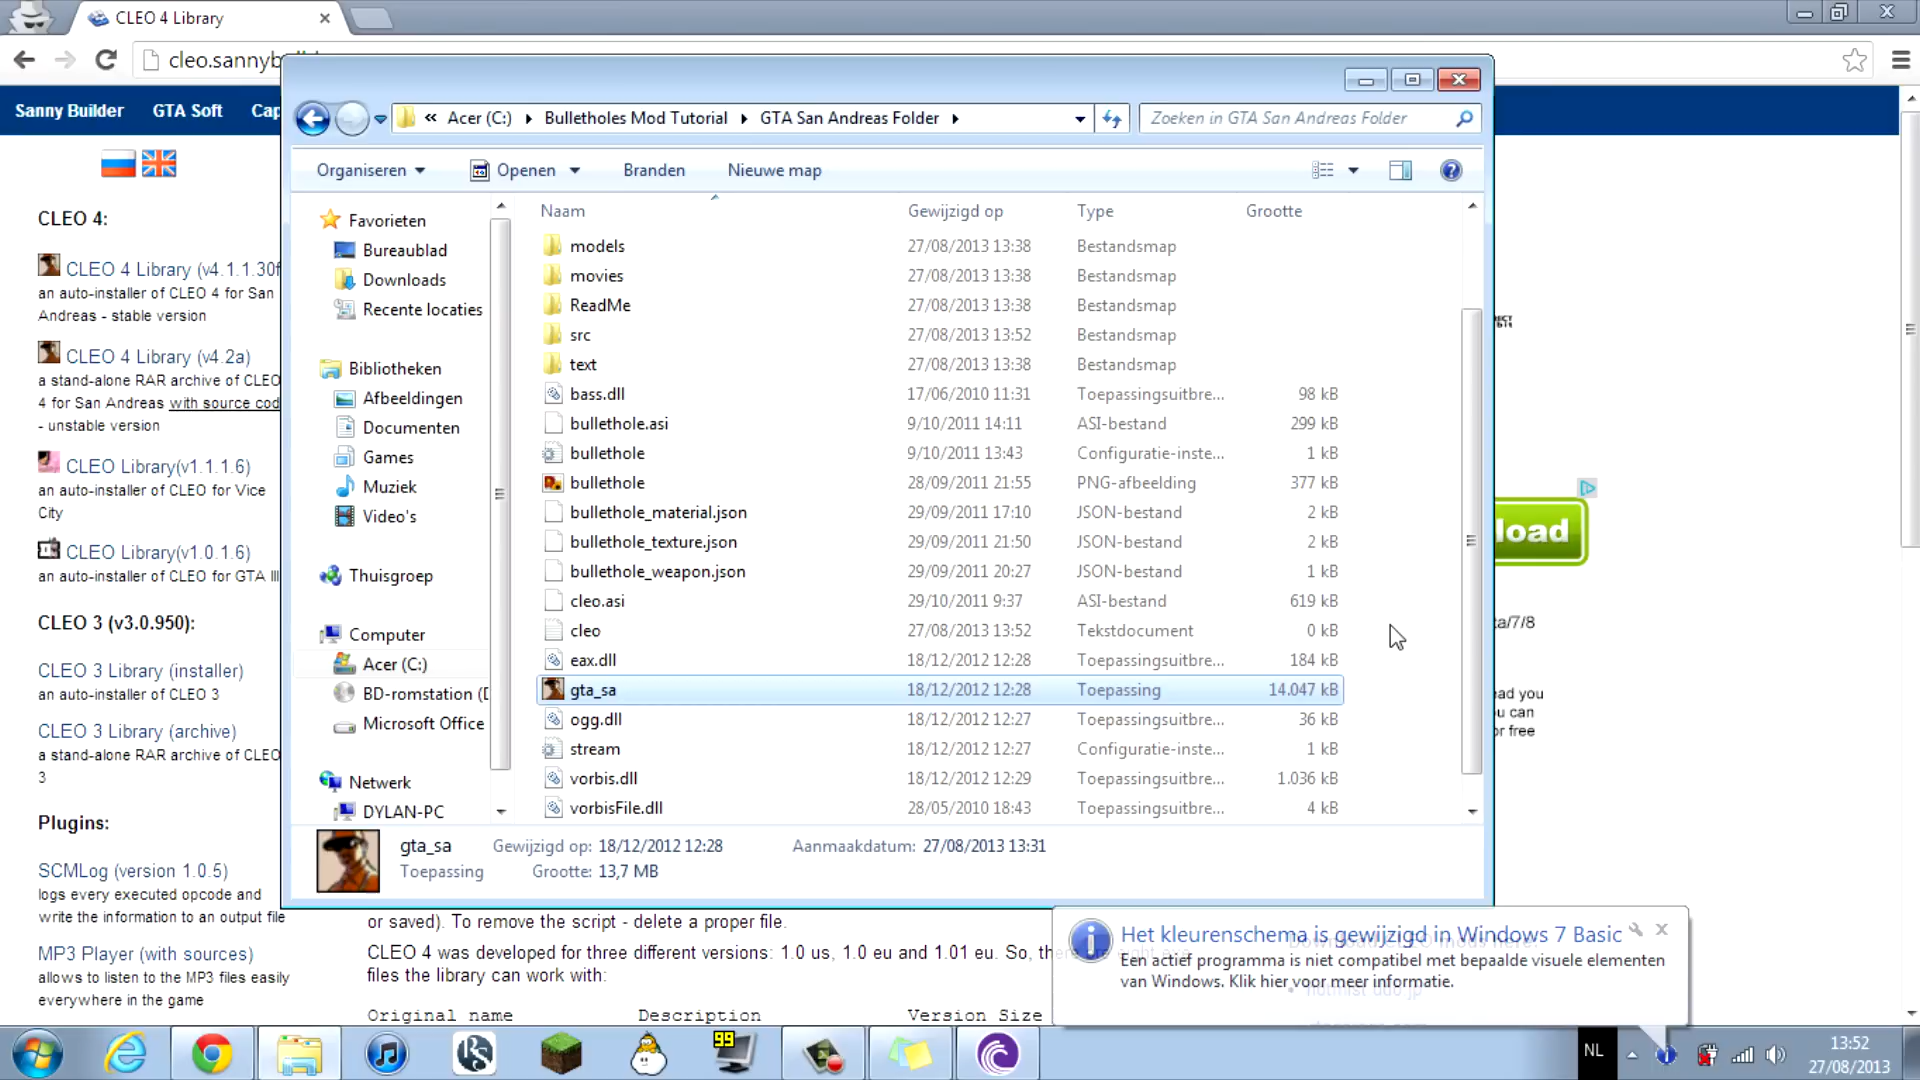 CLEO 4 Library
cleo.sannyb
Sanny Builder GTA Soft Cap
Acer (C:) Bulletholes Mod Tutorial GTA San Andreas Folder
Zoeken in GTA San Andreas Folder
Organiseren Openen Branden Nieuwe map
Naam Gewijzigd op Type Grootte
Favorieten
Bureaublad
Downloads
Recente locaties
Bibliotheken
Afbeeldingen
Documenten
Games
Muziek
Video's
Thuisgroep
Computer
Acer (C:)
BD-romstation (D
Microsoft Office
Netwerk
DYLAN-PC
models 27/08/2013 13:38 Bestandsmap
movies 27/08/2013 13:38 Bestandsmap
ReadMe 27/08/2013 13:38 Bestandsmap
src 27/08/2013 13:52 Bestandsmap
text 27/08/2013 13:38 Bestandsmap
bass.dll 17/06/2010 11:31 Toepassingsuitbre... 98 kB
bullethole.asi 9/10/2011 14:11 ASI-bestand 299 kB
bullethole 9/10/2011 13:43 Configuratie-inste... 1 kB
bullethole 28/09/2011 21:55 PNG-afbeelding 377 kB
bullethole_material.json 29/09/2011 17:10 JSON-bestand 2 kB
bullethole_texture.json 29/09/2011 21:50 JSON-bestand 2 kB
bullethole_weapon.json 29/09/2011 20:27 JSON-bestand 1 kB
cleo.asi 29/10/2011 9:37 ASI-bestand 619 kB
cleo 27/08/2013 13:52 Tekstdocument 0 kB
eax.dll 18/12/2012 12:28 Toepassingsuitbre... 184 kB
gta_sa 18/12/2012 12:28 Toepassing 14.047 kB
ogg.dll 18/12/2012 12:27 Toepassingsuitbre... 36 kB
stream 18/12/2012 12:27 Configuratie-inste... 1 kB
vorbis.dll 18/12/2012 12:29 Toepassingsuitbre... 1.036 kB
vorbisFile.dll 28/05/2010 18:43 Toepassingsuitbre... 4 kB
gta_sa Gewijzigd op: 18/12/2012 12:28 Aanmaakdatum: 27/08/2013 13:31
Toepassing Grootte: 13,7 MB
CLEO 4:
CLEO 4 Library (v4.1.1.30f
an auto-installer of CLEO 4 for San
Andreas - stable version
CLEO 4 Library (v4.2a)
a stand-alone RAR archive of CLEO
4 for San Andreas with source cod
- unstable version
CLEO Library(v1.1.1.6)
an auto-installer of CLEO for Vice
City
CLEO Library(v1.0.1.6)
an auto-installer of CLEO for GTA III
CLEO 3 (v3.0.950):
CLEO 3 Library (installer)
an auto-installer of CLEO 3
CLEO 3 Library (archive)
a stand-alone RAR archive of CLEO
3
Plugins:
SCMLog (version 1.0.5)
logs every executed opcode and
write the information to an output file
MP3 Player (with sources)
allows to listen to the MP3 files easily
everywhere in the game
load
ta/7/8
ad you
u can
or free
or saved). To remove the script - delete a proper file.
CLEO 4 was developed for three different versions: 1.0 us, 1.0 eu and 1.01 eu. So, th
files the library can work with:
Original name Description Version Size
Het kleurenschema is gewijzigd in Windows 7 Basic
Een actief programma is niet compatibel met bepaalde visuele elementen
van Windows. Klik hier voor meer informatie.
99
NL
13:52
27/08/2013